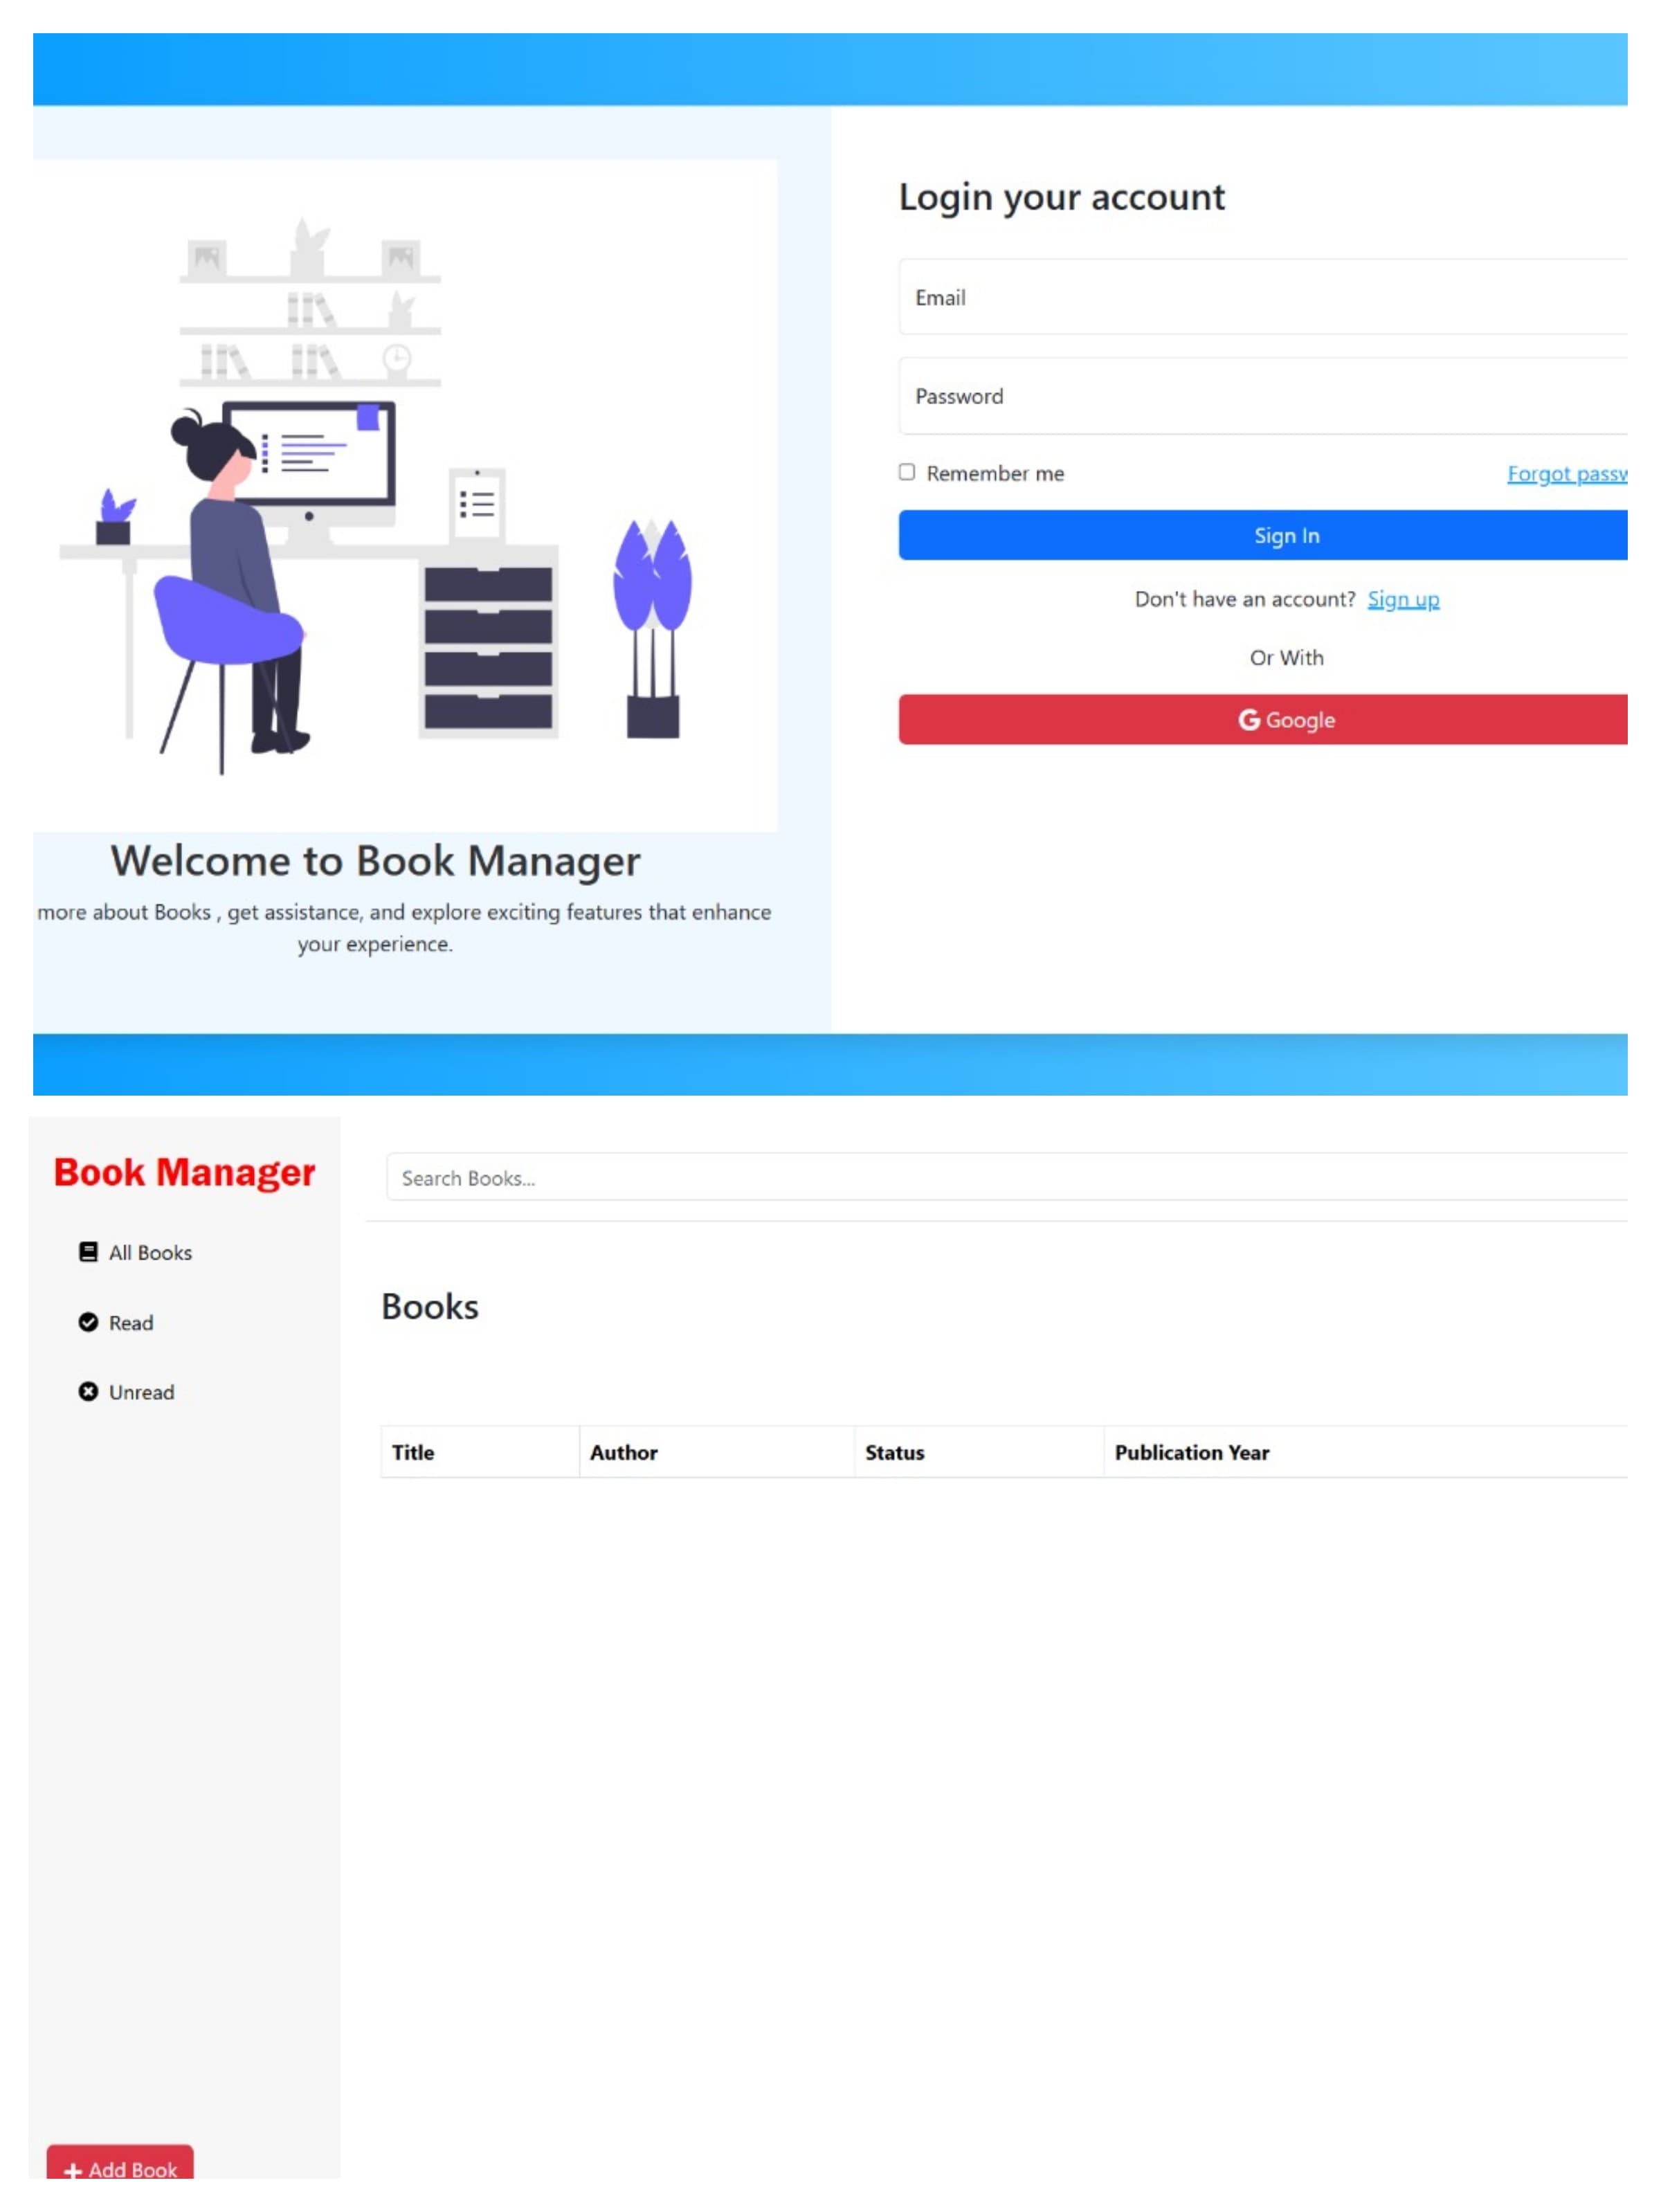 Login your account
Email
Password
Remember me
Forgot
Sign In
Don't have an account? Sign up
Or With
Google
Welcome to Book Manager
more about Books , get assistance, and explore exciting features that enhance
your experience.
Book Manager
Search Books...
All Books
Read
Unread
Books
Title Author Status Publication Year
+ Add Book